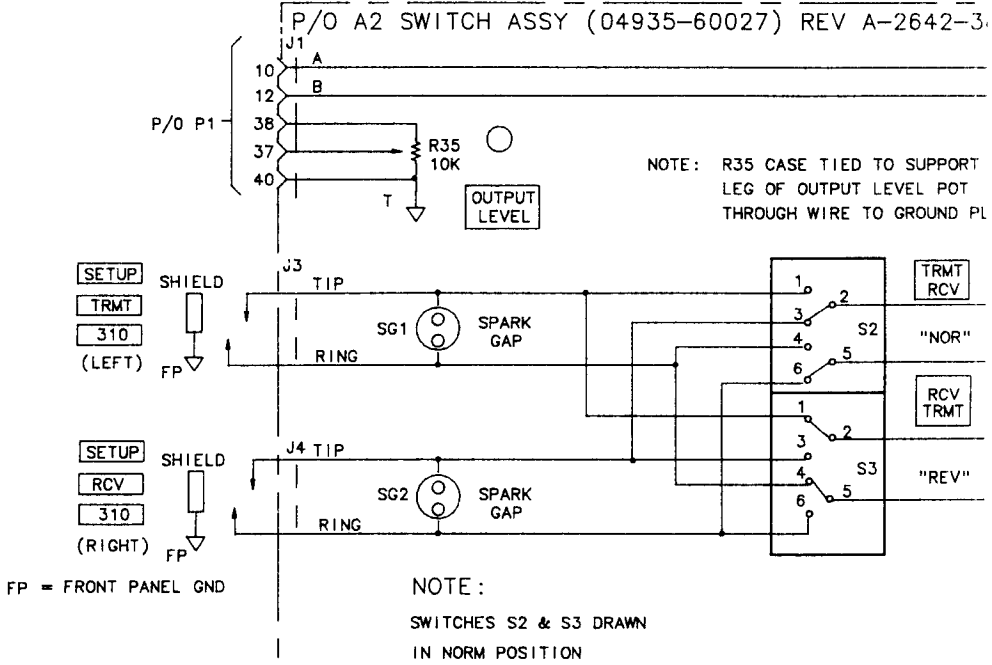 P/O A2 SWITCH ASSY (04935-60027) REV A-2642-3
J1
A
10
B
12
P/O P1
38
37
40
R35
10K
T
OUTPUT
LEVEL
NOTE: R35 CASE TIED TO SUPPORT
LEG OF OUTPUT LEVEL POT
THROUGH WIRE TO GROUND PL
SETUP
TRMT
310
(LEFT)
SHIELD
FP
J3
TIP
RING
SG1
SPARK
GAP
1
2
3
4
5
6
S2
TRMT
RCV
"NOR"
RCV
TRMT
1
2
3
4
5
6
S3
"REV"
SETUP
RCV
310
(RIGHT)
SHIELD
FP
J4
TIP
RING
SG2
SPARK
GAP
FP = FRONT PANEL GND
NOTE:
SWITCHES S2 & S3 DRAWN
IN NORM POSITION